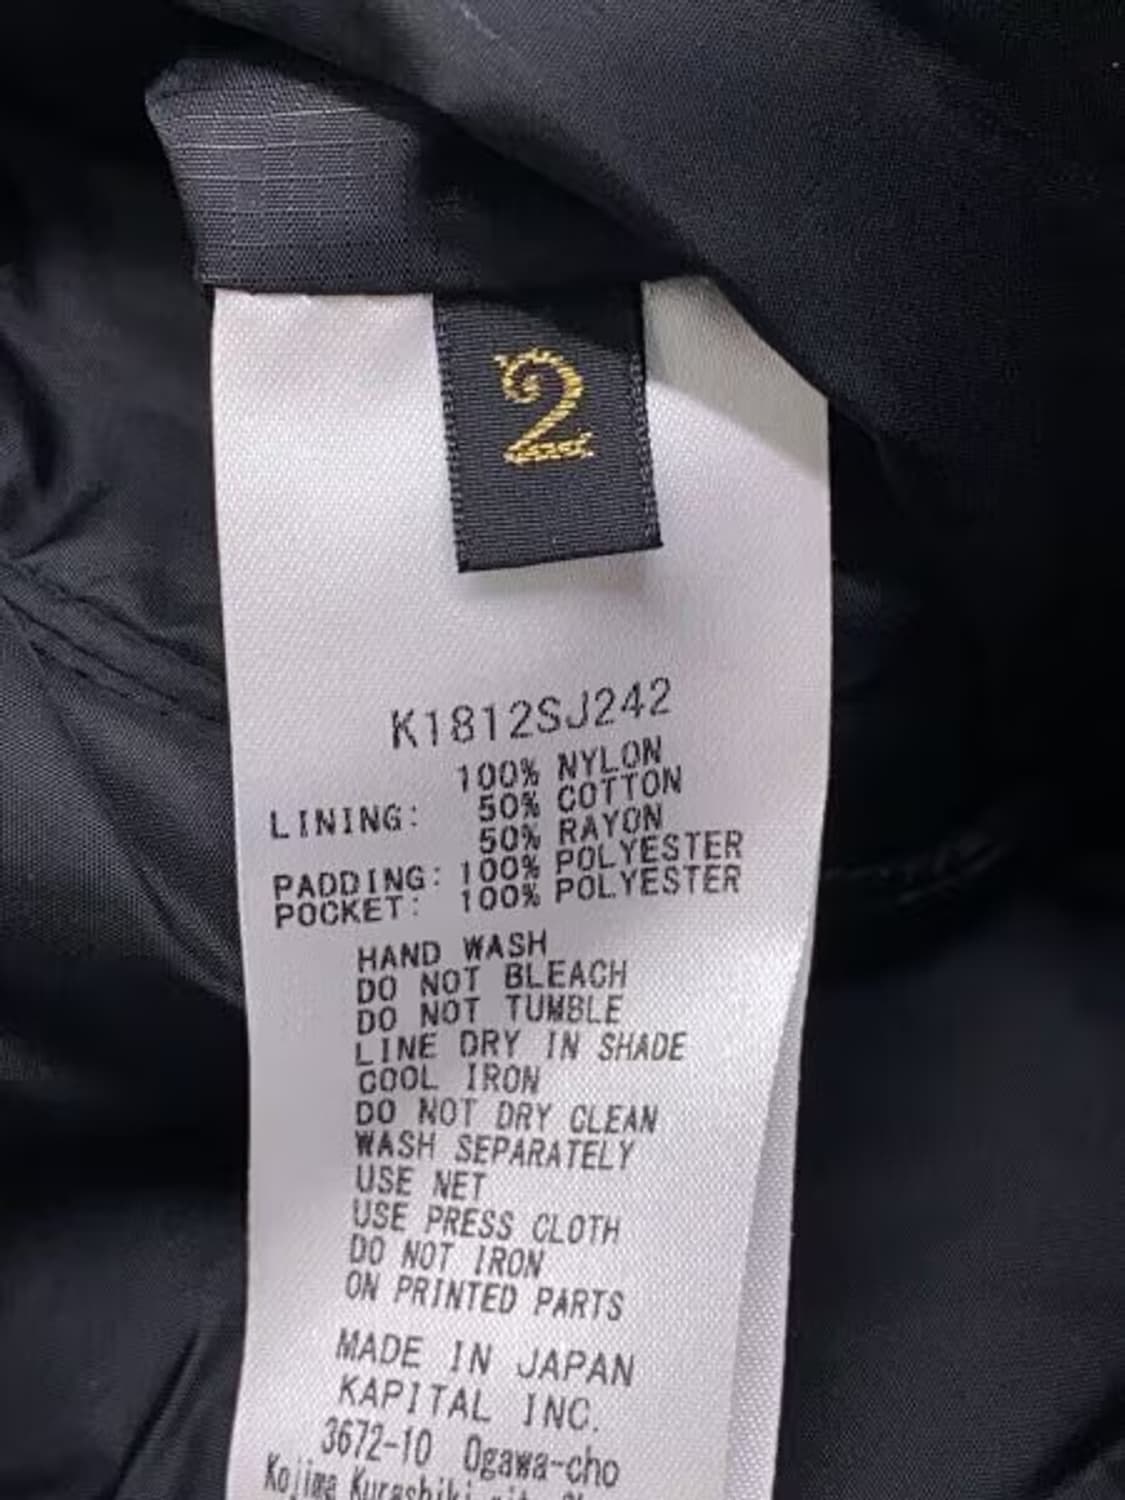 2
K1812SJ242
100% NYLON
LINING: 50% COTTON
50% RAYON
PADDING: 100% POLYESTER
POCKET: 100% POLYESTER
HAND WASH
DO NOT BLEACH
DO NOT TUMBLE
LINE DRY IN SHADE
COOL IRON
DO NOT DRY CLEAN
WASH SEPARATELY
USE NET
USE PRESS CLOTH
DO NOT IRON
ON PRINTED PARTS
MADE IN JAPAN
KAPITAL INC.
3672-10 Ogawa-cho
Kojima Kurashiki